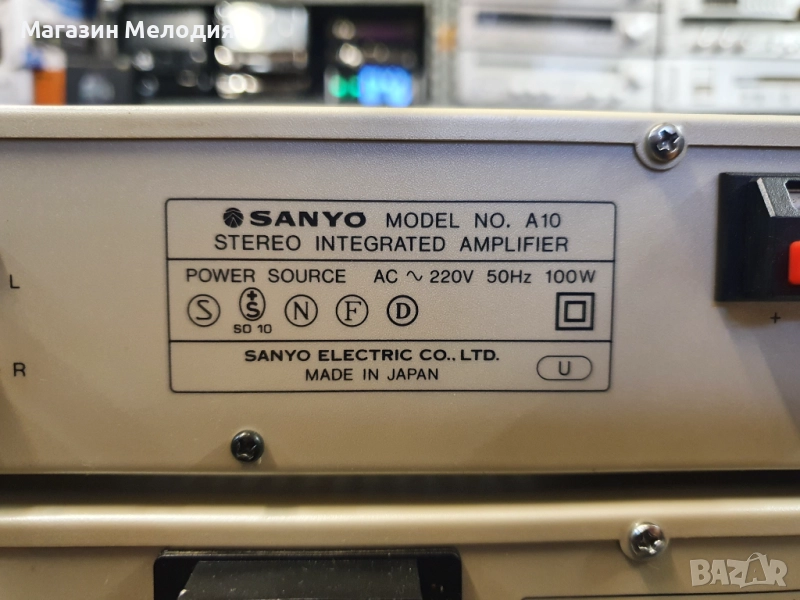 Магазин Мелодия
SANYO MODEL NO. A10
STEREO INTEGRATED AMPLIFIER
POWER SOURCE AC ~ 220V 50Hz 100W
S +S N F D
SO 10
SANYO ELECTRIC CO., LTD.
MADE IN JAPAN
U
L
R
+
BAZAR